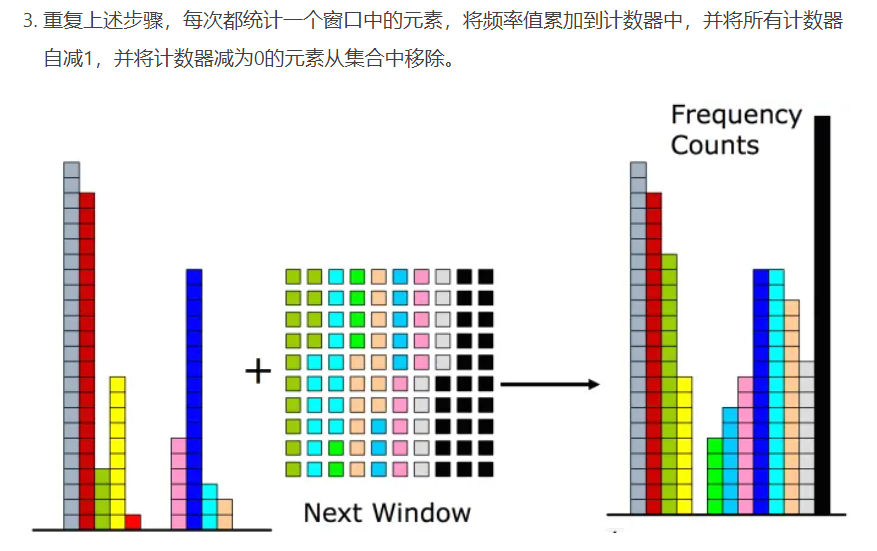 3. 重复上述步骤，每次都统计一个窗口中的元素，将频率值累加到计数器中，并将所有计数器
自减1，并将计数器减为0的元素从集合中移除。
Frequency
Counts
+
Next Window